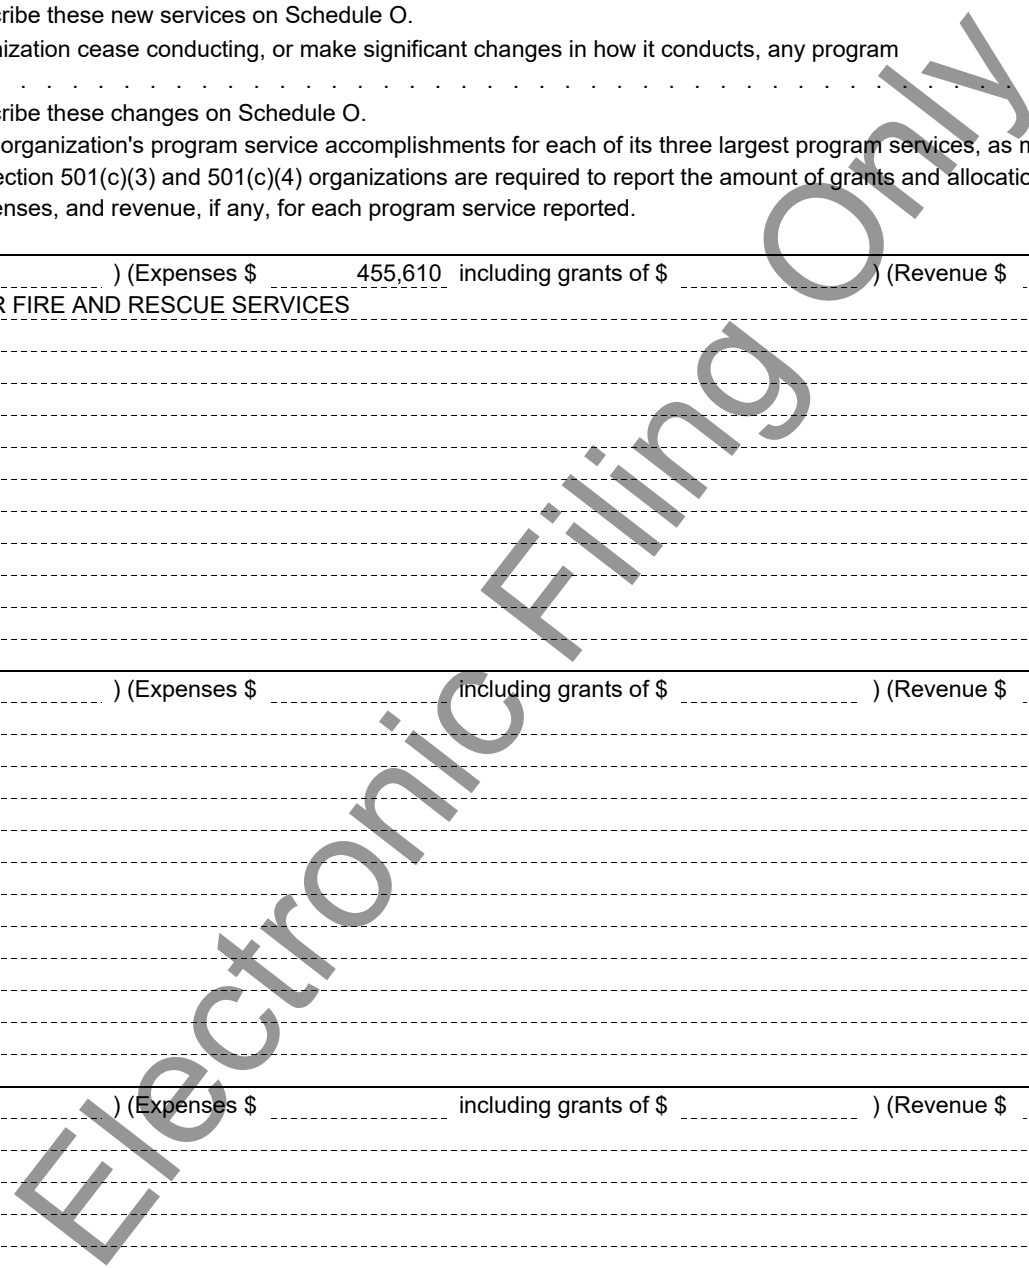 cribe these new services on Schedule O.
nization cease conducting, or make significant changes in how it conducts, any program
. . . . . . . . . . . . . . . . . . . . . . . . . . . . . . . . . . . . . . .
cribe these changes on Schedule O.
organization's program service accomplishments for each of its three largest program services, as m
ection 501(c)(3) and 501(c)(4) organizations are required to report the amount of grants and allocatio
enses, and revenue, if any, for each program service reported.
) (Expenses $ 455,610 including grants of $ ) (Revenue $
R FIRE AND RESCUE SERVICES
) (Expenses $ including grants of $ ) (Revenue $
) (Expenses $ including grants of $ ) (Revenue $
Electronic Filing Only